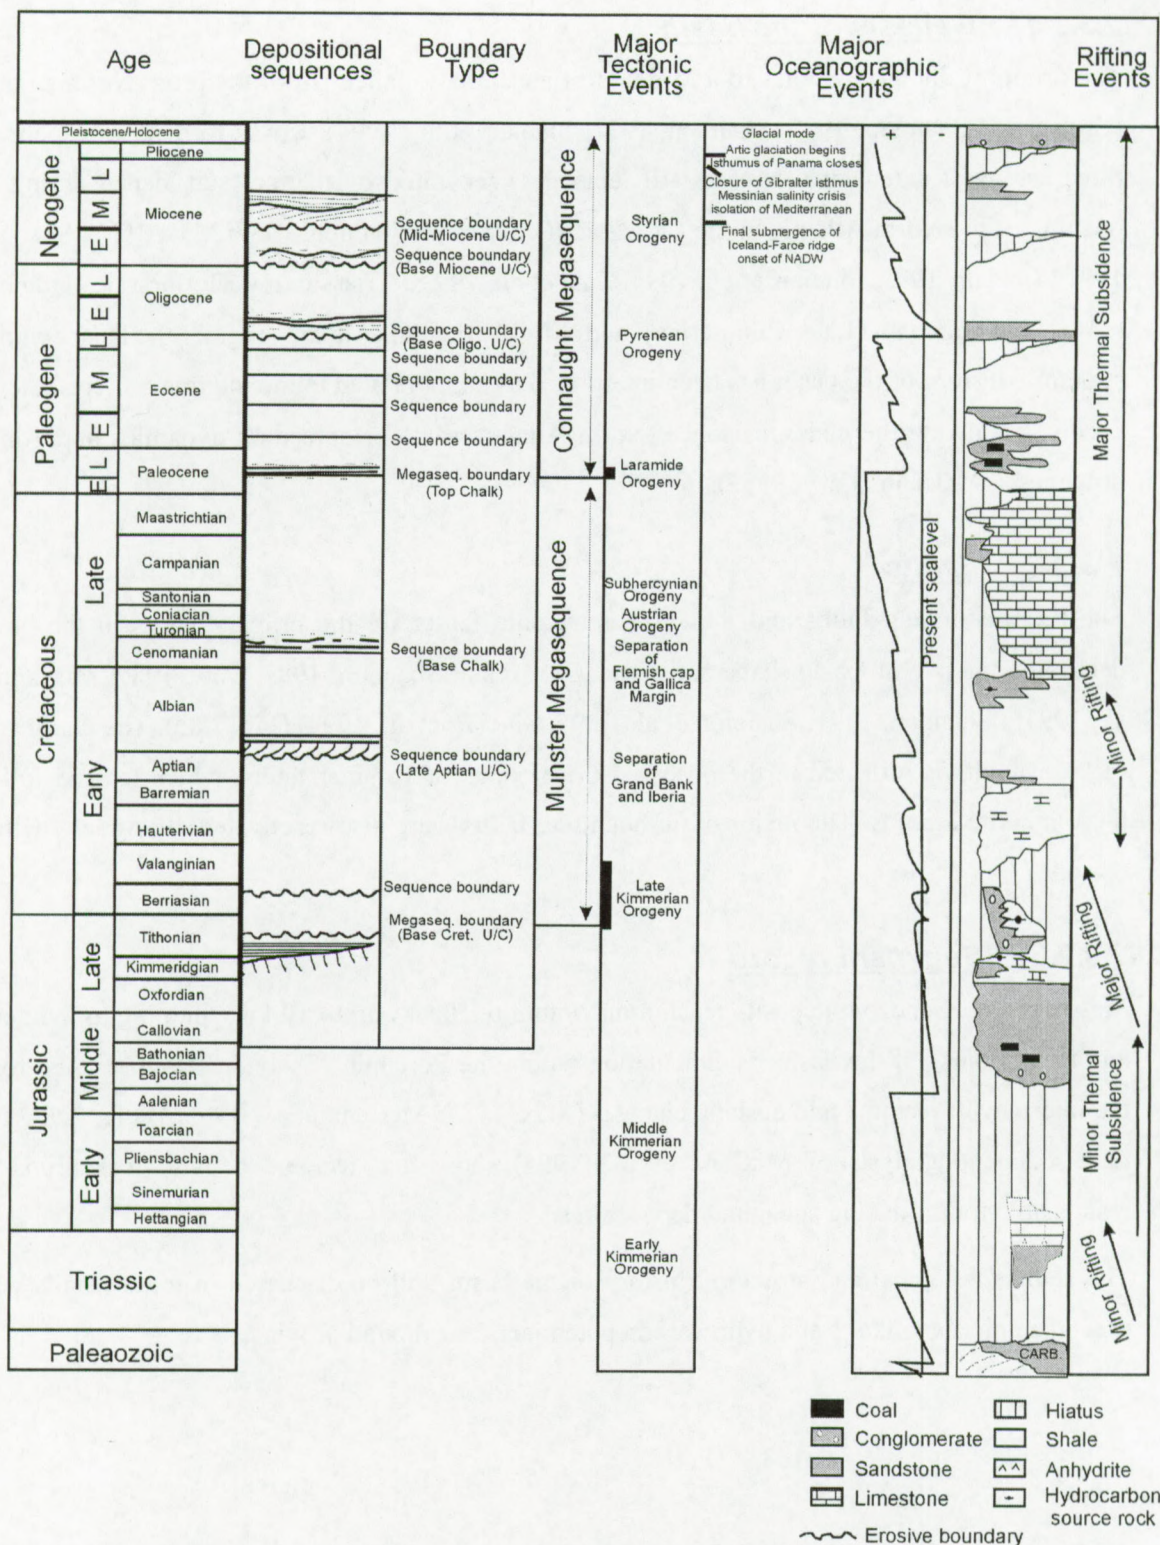 Age
Depositional
sequences
Boundary
Type
Major
Tectonic
Events
Major
Oceanographic
Events
Rifting
Events
Pleistocene/Holocene
Neogene
L
M
E
Pliocene
Miocene
Paleogene
L
E
L
M
E
L
E
Oligocene
Eocene
Paleocene
Cretaceous
Late
Maastrichtian
Campanian
Santonian
Coniacian
Turonian
Cenomanian
Early
Albian
Aptian
Barremian
Hauterivian
Valanginian
Berriasian
Jurassic
Late
Tithonian
Kimmeridgian
Oxfordian
Middle
Callovian
Bathonian
Bajocian
Aalenian
Early
Toarcian
Pliensbachian
Sinemurian
Hettangian
Triassic
Paleaozoic
Sequence boundary
(Mid-Miocene U/C)
Sequence boundary
(Base Miocene U/C)
Sequence boundary
(Base Oligo. U/C)
Sequence boundary
Sequence boundary
Sequence boundary
Sequence boundary
Megaseq. boundary
(Top Chalk)
Sequence boundary
(Base Chalk)
Sequence boundary
(Late Aptian U/C)
Sequence boundary
Megaseq. boundary
(Base Cret. U/C)
Connaught Megasequence
Munster Megasequence
Styrian
Orogeny
Pyrenean
Orogeny
Laramide
Orogeny
Subhercynian
Orogeny
Austrian
Orogeny
Separation
of
Flemish cap
and Gallica
Margin
Separation
of
Grand Bank
and Iberia
Late
Kimmerian
Orogeny
Middle
Kimmerian
Orogeny
Early
Kimmerian
Orogeny
Glacial mode
Artic glaciation begins
Isthumus of Panama closes
Closure of Gibralter isthmus
Messinian salinity crisis
isolation of Mediterranean
Final submergence of
Iceland-Faroe ridge
onset of NADW
+ -
Present sealevel
CARB.
Major Thermal Subsidence
Minor Rifting
Major Rifting
Minor Themal
Subsidence
Minor Rifting
Coal
Conglomerate
Sandstone
Limestone
Hiatus
Shale
Anhydrite
Hydrocarbon
source rock
Erosive boundary